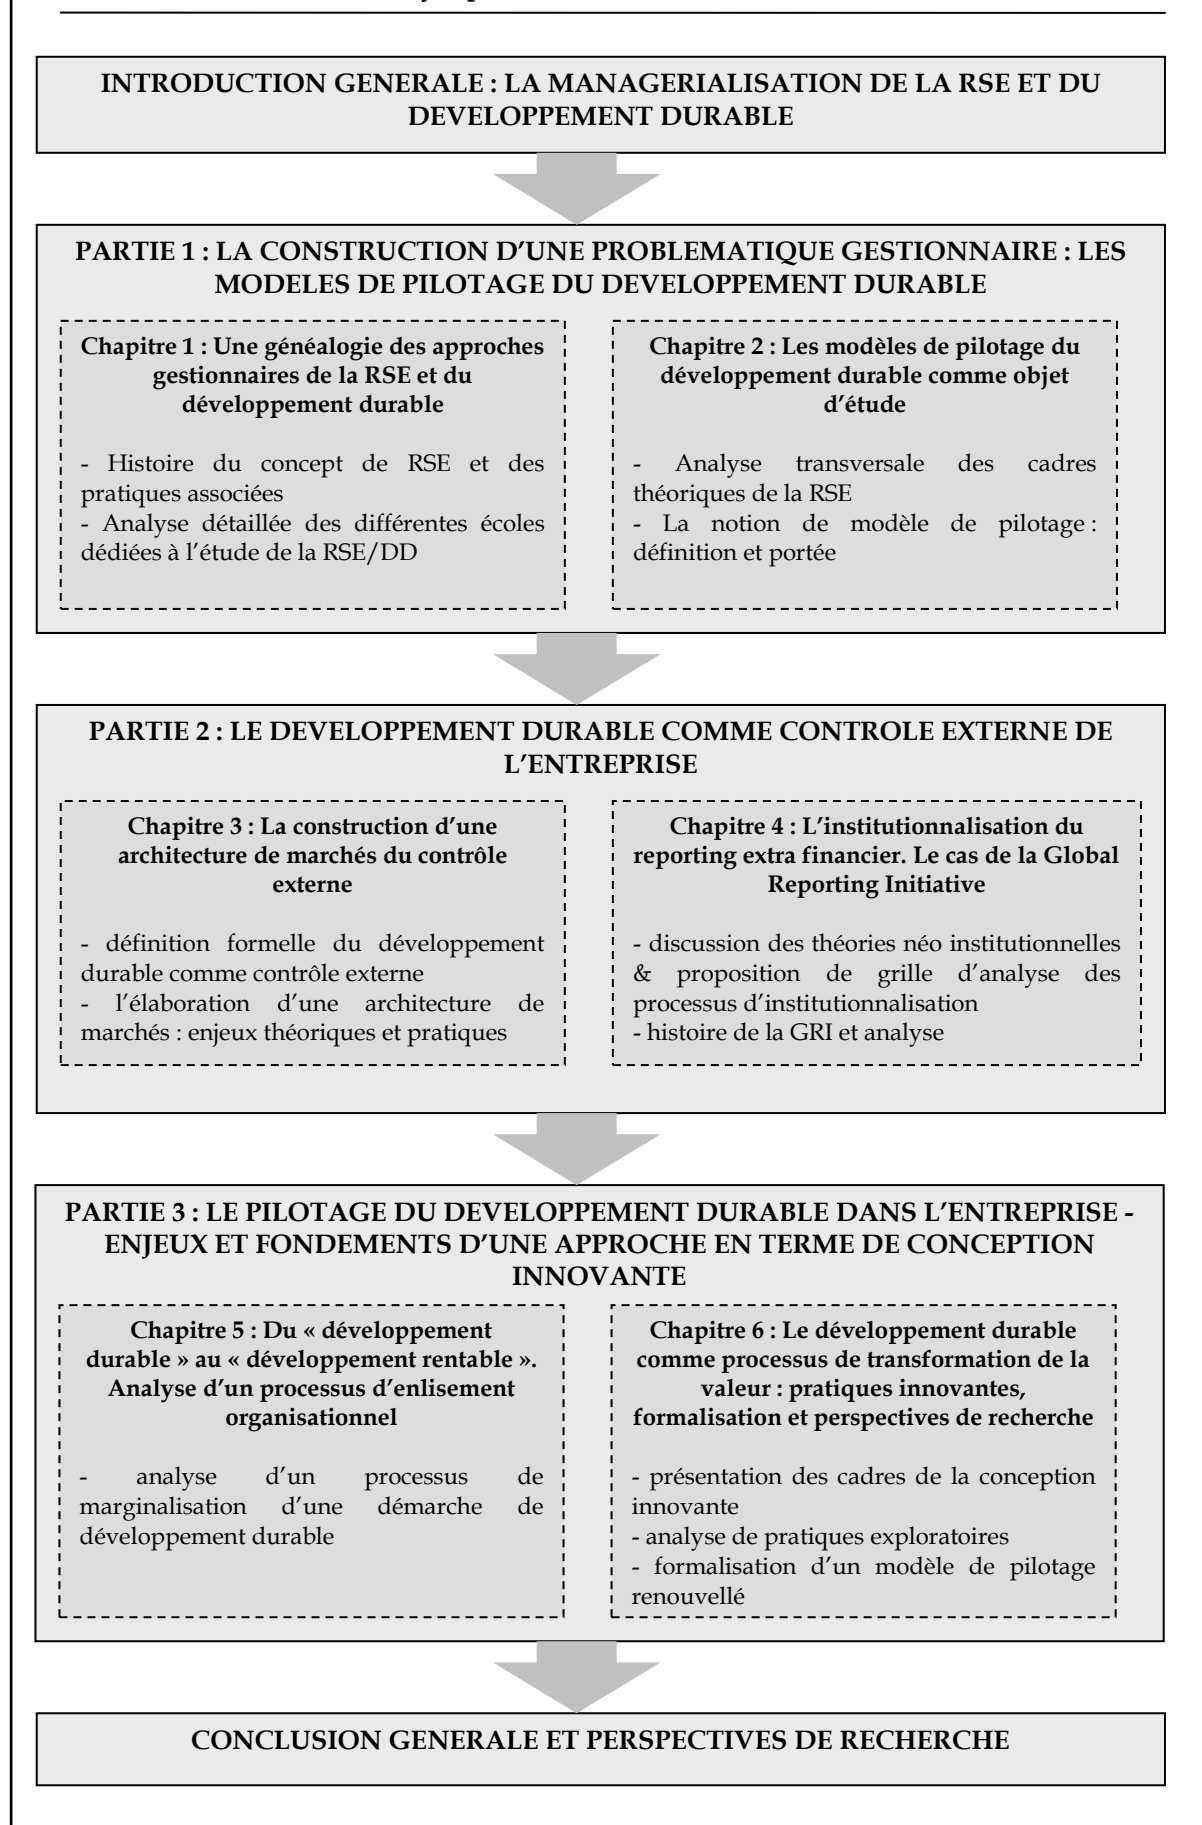 INTRODUCTION GENERALE : LA MANAGERIALISATION DE LA RSE ET DU
DEVELOPPEMENT DURABLE
PARTIE 1 : LA CONSTRUCTION D’UNE PROBLEMATIQUE GESTIONNAIRE : LES
MODELES DE PILOTAGE DU DEVELOPPEMENT DURABLE
Chapitre 1 : Une généalogie des approches
gestionnaires de la RSE et du
développement durable
- Histoire du concept de RSE et des
pratiques associées
- Analyse détaillée des différentes écoles
dédiées à l’étude de la RSE/DD
Chapitre 2 : Les modèles de pilotage du
développement durable comme objet
d’étude
- Analyse transversale des cadres
théoriques de la RSE
- La notion de modèle de pilotage :
définition et portée
PARTIE 2 : LE DEVELOPPEMENT DURABLE COMME CONTROLE EXTERNE DE
L’ENTREPRISE
Chapitre 3 : La construction d’une
architecture de marchés du contrôle
externe
- définition formelle du développement
durable comme contrôle externe
- l’élaboration d’une architecture de
marchés : enjeux théoriques et pratiques
Chapitre 4 : L’institutionnalisation du
reporting extra financier. Le cas de la Global
Reporting Initiative
- discussion des théories néo institutionnelles
& proposition de grille d’analyse des
processus d’institutionnalisation
- histoire de la GRI et analyse
PARTIE 3 : LE PILOTAGE DU DEVELOPPEMENT DURABLE DANS L’ENTREPRISE -
ENJEUX ET FONDEMENTS D’UNE APPROCHE EN TERME DE CONCEPTION
INNOVANTE
Chapitre 5 : Du « développement
durable » au « développement rentable ».
Analyse d’un processus d’enlisement
organisationnel
- analyse d’un processus de
marginalisation d’une démarche de
développement durable
Chapitre 6 : Le développement durable
comme processus de transformation de la
valeur : pratiques innovantes,
formalisation et perspectives de recherche
- présentation des cadres de la conception
innovante
- analyse de pratiques exploratoires
- formalisation d’un modèle de pilotage
renouvellé
CONCLUSION GENERALE ET PERSPECTIVES DE RECHERCHE